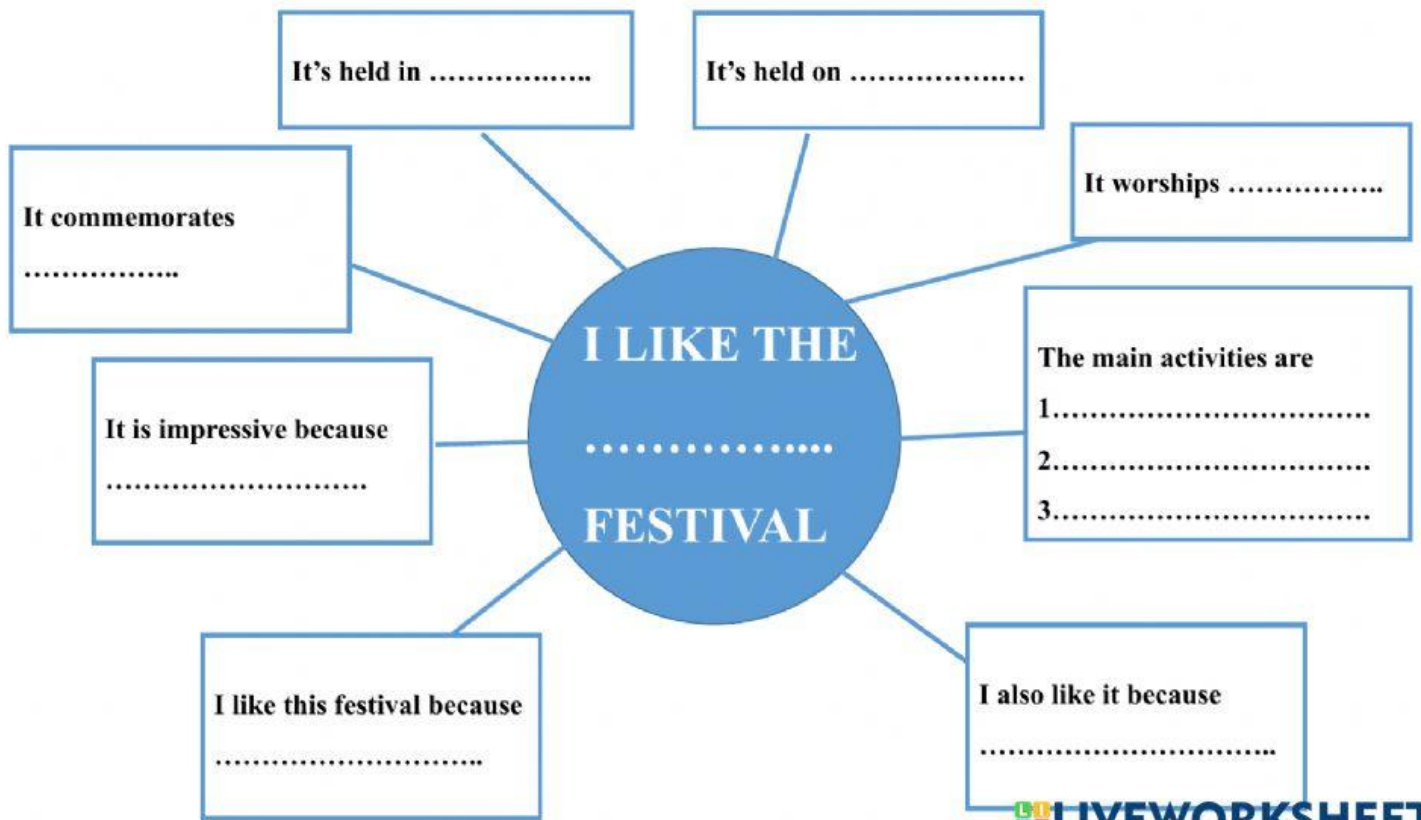 It's held in ………….…..
It's held on …………….…
It worships ……………..
It commemorates
……………..
I LIKE THE
……………....
FESTIVAL
The main activities are
1…………………………….
2…………………………….
3…………………………….
It is impressive because
……………………….
I like this festival because
………………………..
I also like it because
…………………………..
LIVEWORKSHEET